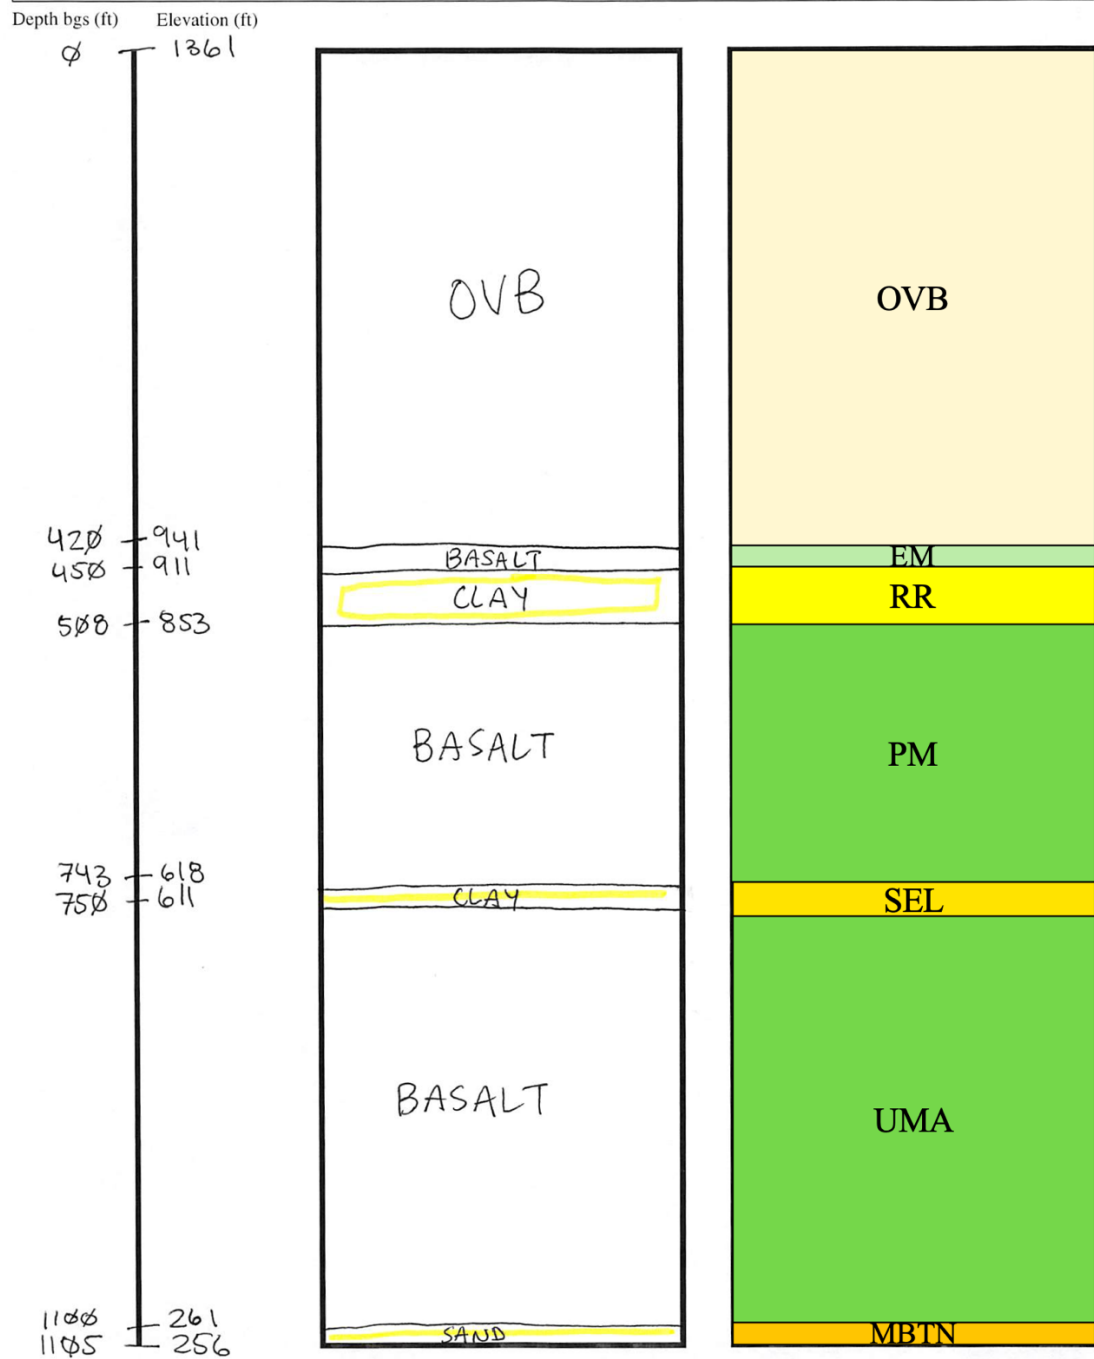 Depth bgs (ft) Elevation (ft)
0 1361
OVB OVB
420 941
BASALT EM
450 911
CLAY RR
508 853
BASALT PM
743 618
CLAY SEL
750 611
BASALT UMA
1100 261
SAND MBTN
1105 256